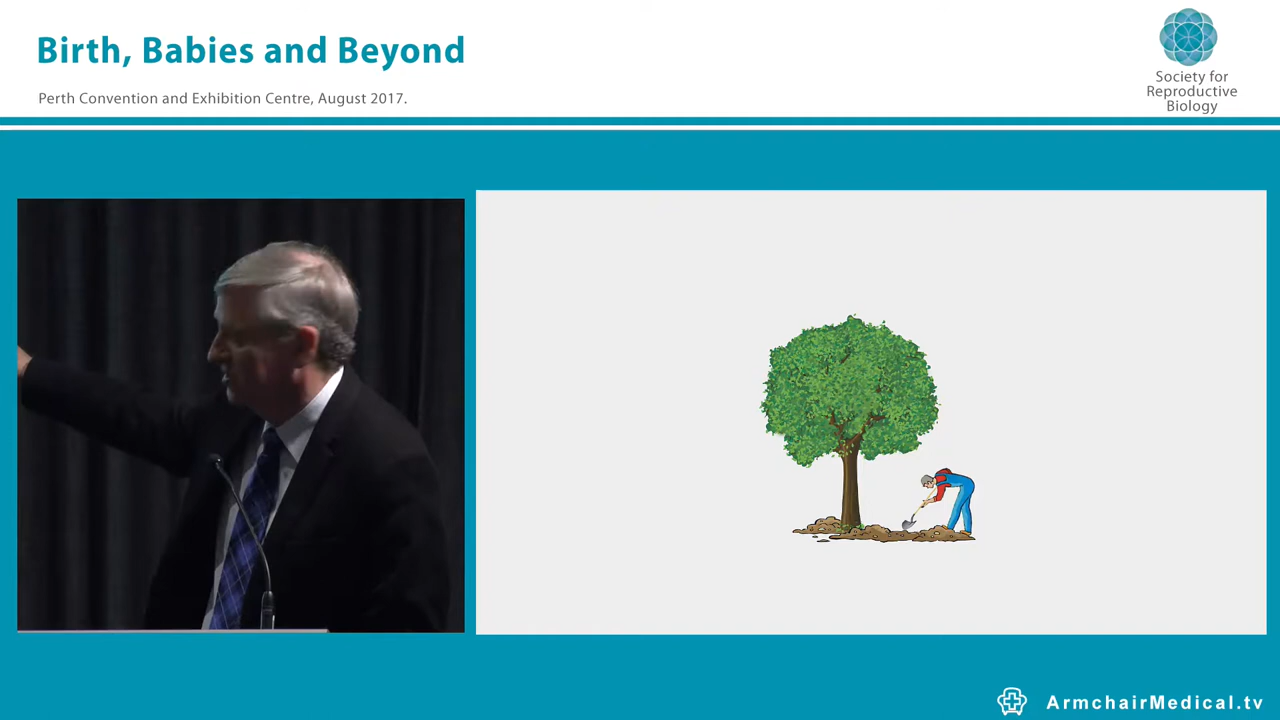 Birth, Babies and Beyond
Perth Convention and Exhibition Centre, August 2017.
Society for
Reproductive
Biology
ArmchairMedical.tv